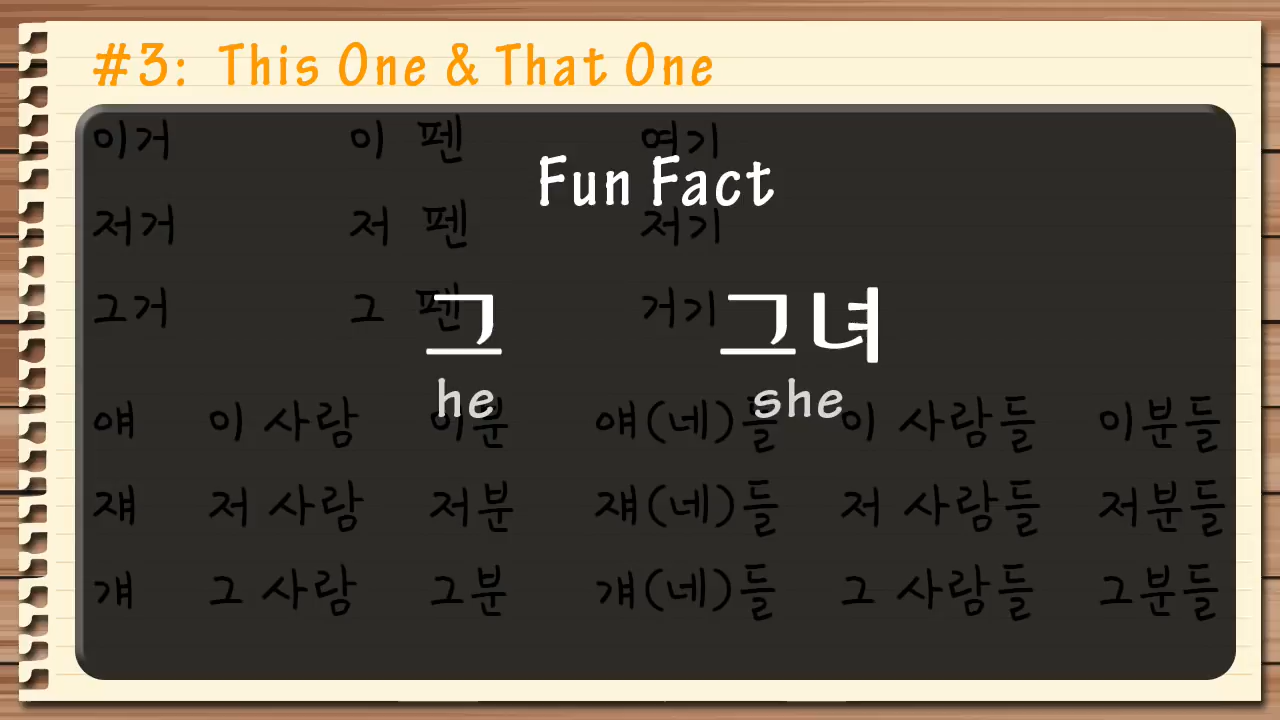 #3: This One & That One
Fun Fact
이거 이 펜 여기
저거 저 펜 저기
그거 그 펜 거기
그 그녀
he she
얘 이 사람 이분 얘(네)들 이 사람들 이분들
쟤 저 사람 저분 쟤(네)들 저 사람들 저분들
걔 그 사람 그분 걔(네)들 그 사람들 그분들